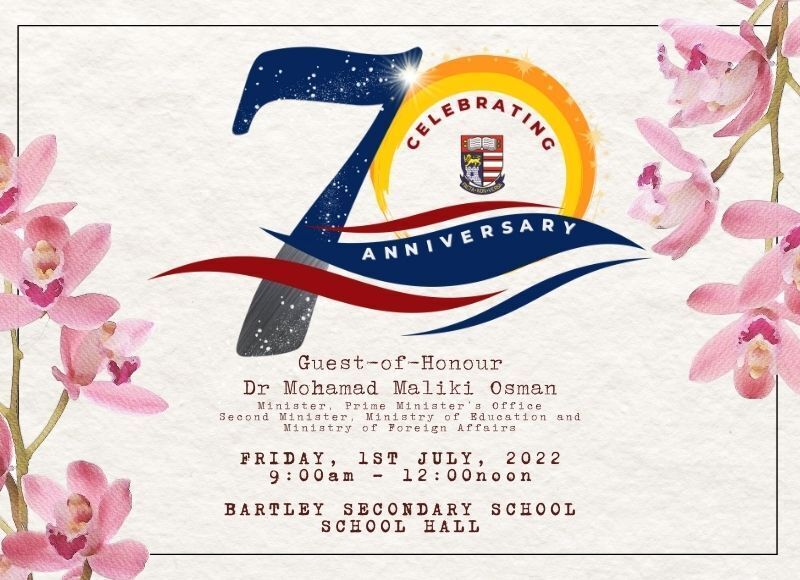 70
CELEBRATING
ANNIVERSARY
Guest-of-Honour
Dr Mohamad Maliki Osman
Minister, Prime Minister's Office
Second Minister, Ministry of Education and
Ministry of Foreign Affairs
FRIDAY, 1ST JULY, 2022
9:00am - 12:00noon
BARTLEY SECONDARY SCHOOL
SCHOOL HALL